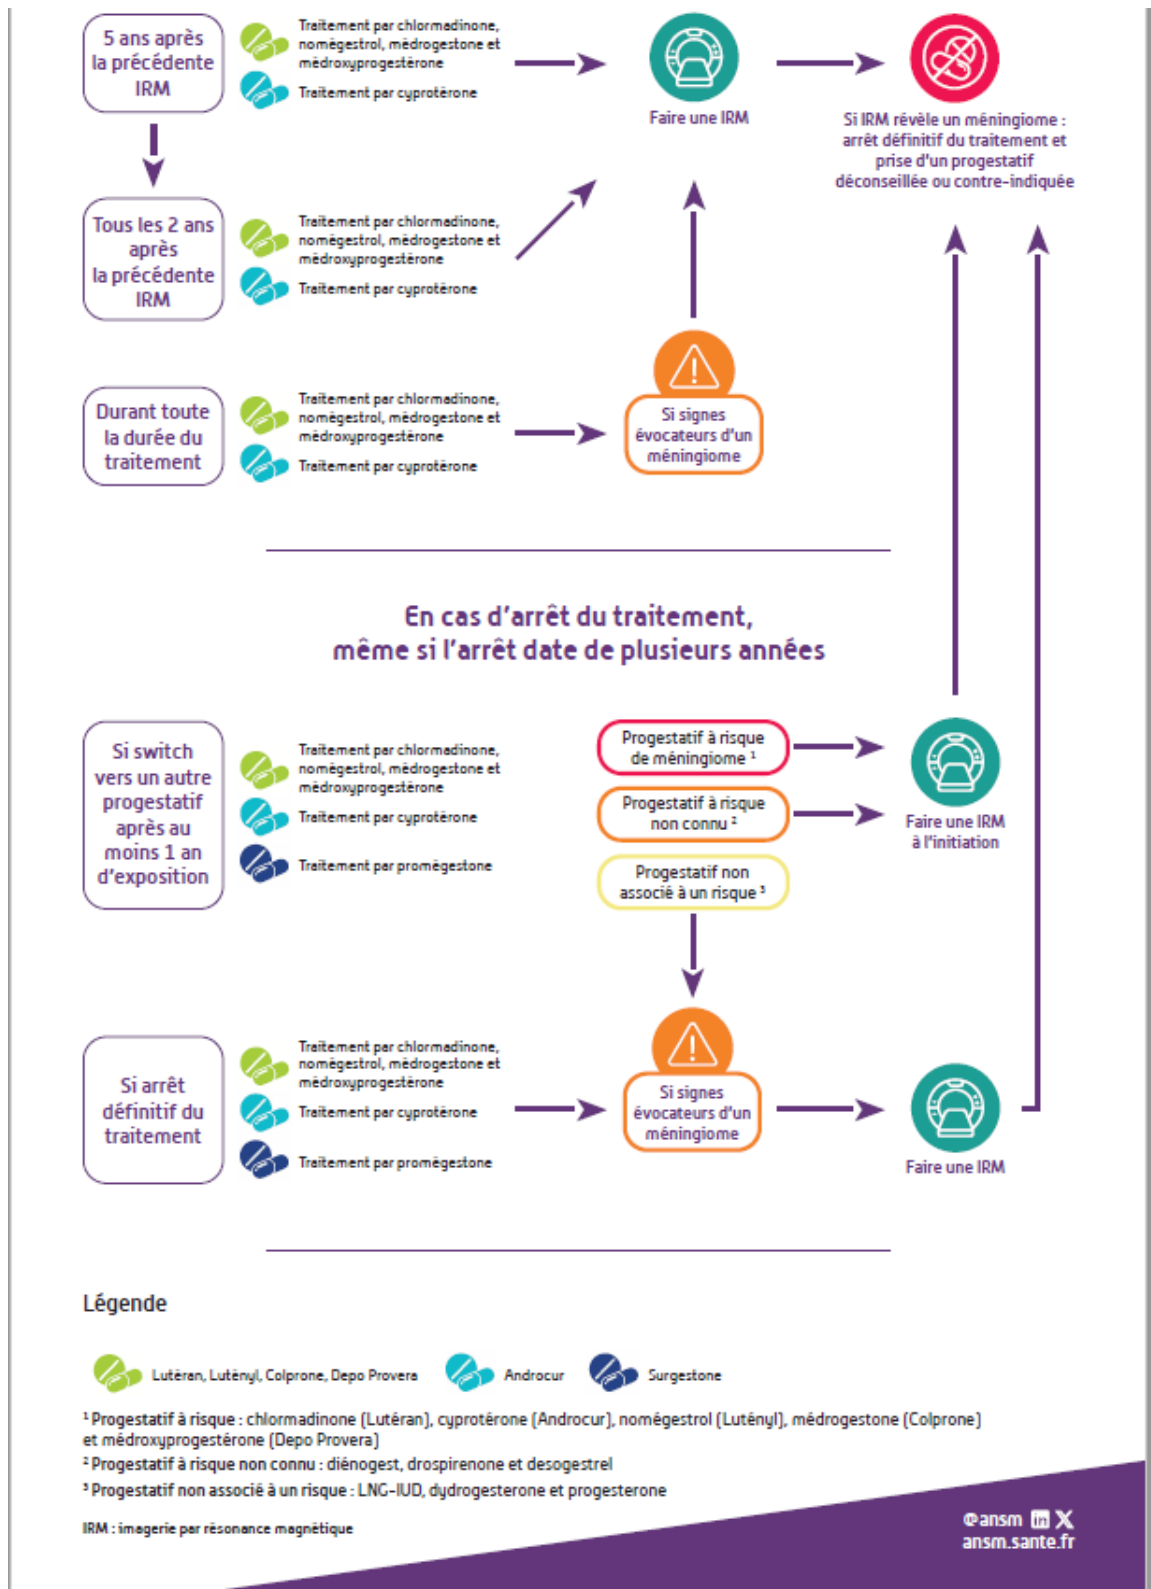 5 ans après
la précédente
IRM
Traitement par chlormadinone,
nomégestrol, médrogestone et
médroxyprogestérone
Traitement par cyprotérone
Faire une IRM
Si IRM révèle un méningiome :
arrêt définitif du traitement et
prise d'un progestatif
déconseillée ou contre-indiquée
Tous les 2 ans
après
la précédente
IRM
Traitement par chlormadinone,
nomégestrol, médrogestone et
médroxyprogestérone
Traitement par cyprotérone
Durant toute
la durée du
traitement
Traitement par chlormadinone,
nomégestrol, médrogestone et
médroxyprogestérone
Traitement par cyprotérone
Si signes
évocateurs d'un
méningiome
En cas d'arrêt du traitement,
même si l'arrêt date de plusieurs années
Si switch
vers un autre
progestatif
après au
moins 1 an
d'exposition
Traitement par chlormadinone,
nomégestrol, médrogestone et
médroxyprogestérone
Traitement par cyprotérone
Traitement par promégestone
Progestatif à risque
de méningiome ¹
Progestatif à risque
non connu ²
Progestatif non
associé à un risque ³
Faire une IRM
à l'initiation
Si arrêt
définitif du
traitement
Traitement par chlormadinone,
nomégestrol, médrogestone et
médroxyprogestérone
Traitement par cyprotérone
Traitement par promégestone
Si signes
évocateurs d'un
méningiome
Faire une IRM
Légende
Lutéran, Lutényl, Colprone, Depo Provera
Androcur
Surgestone
¹ Progestatif à risque : chlormadinone (Lutéran), cyprotérone (Androcur), nomégestrol (Lutényl), médrogestone (Colprone)
et médroxyprogestérone (Depo Provera)
² Progestatif à risque non connu : diénogest, drospirenone et desogestrel
³ Progestatif non associé à un risque : LNG-IUD, dydrogesterone et progesterone
IRM : imagerie par résonance magnétique
@ansm in X
ansm.sante.fr